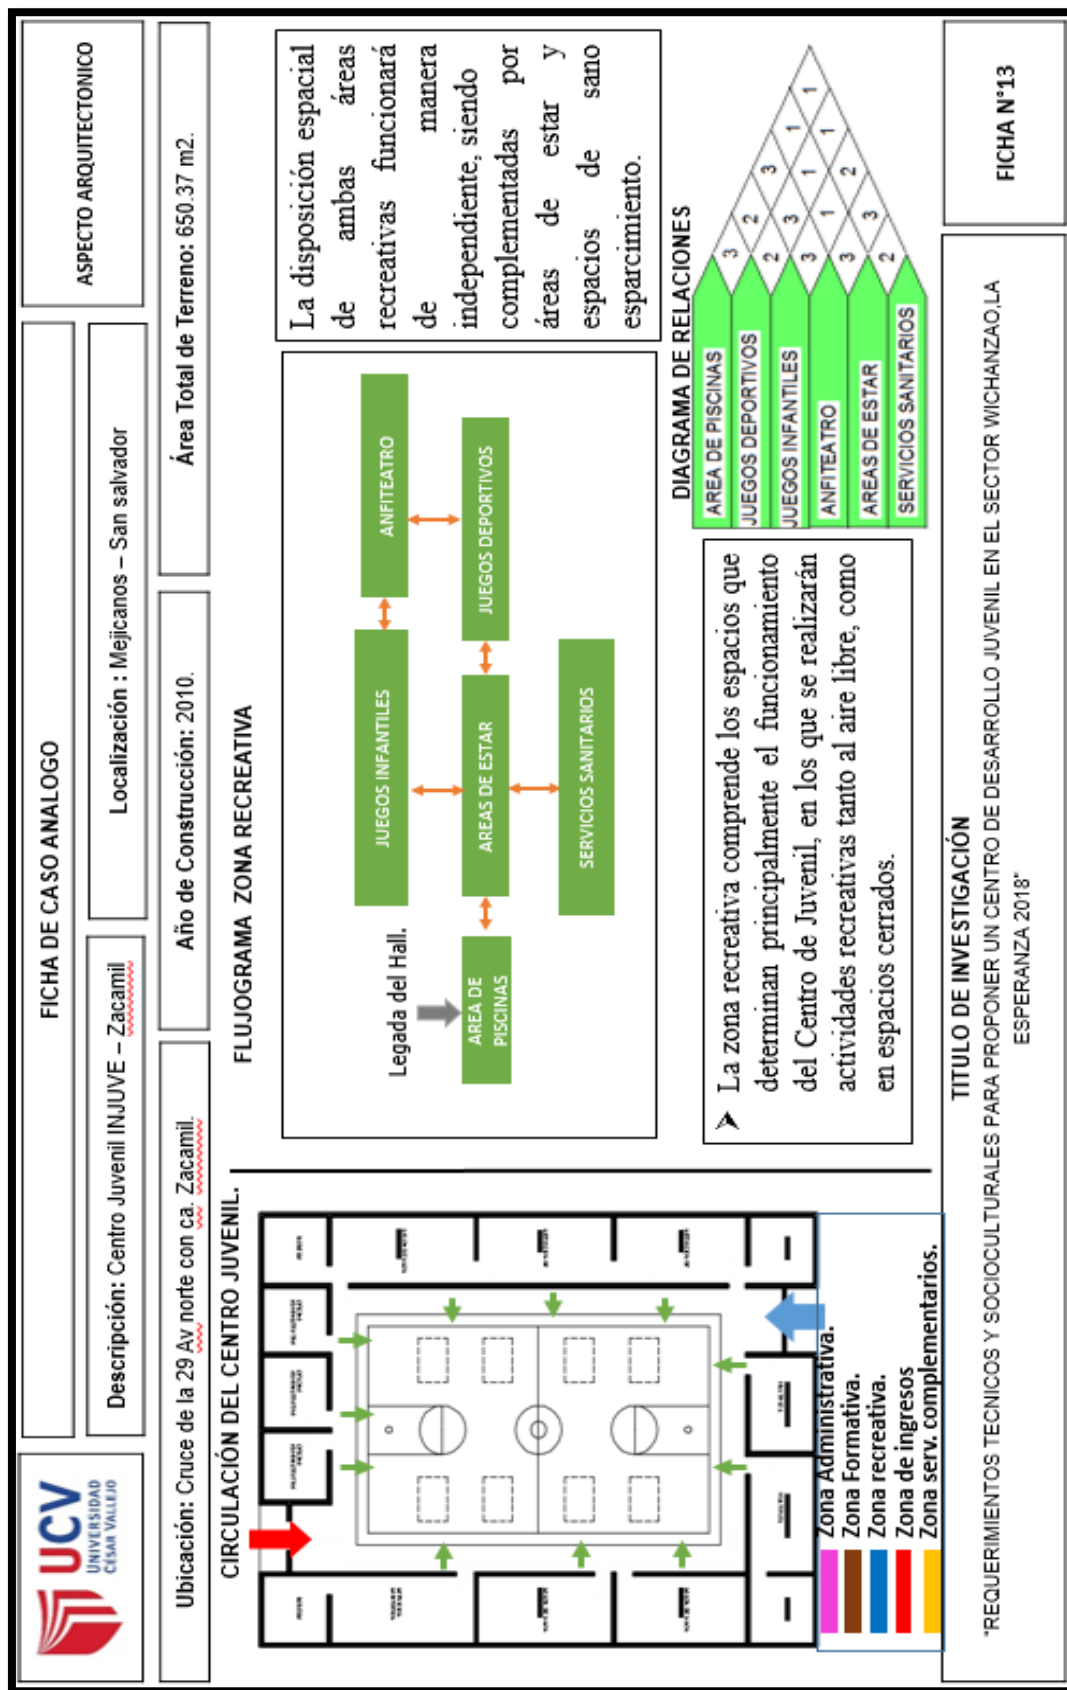 UCV
UNIVERSIDAD
CÉSAR VALLEJO
FICHA DE CASO ANALOGO
ASPECTO ARQUITECTONICO
Descripción: Centro Juvenil INJUVE – Zacamil
Localización : Mejicanos – San salvador
Ubicación: Cruce de la 29 Av norte con ca. Zacamil.
Año de Construcción: 2010.
Área Total de Terreno: 650.37 m2.
CIRCULACIÓN DEL CENTRO JUVENIL.
Zona Administrativa.
Zona Formativa.
Zona recreativa.
Zona de ingresos
Zona serv. complementarios.
FLUJOGRAMA  ZONA RECREATIVA
Legada del Hall.
AREA DE
PISCINAS
JUEGOS INFANTILES
ANFITEATRO
AREAS DE ESTAR
JUEGOS DEPORTIVOS
SERVICIOS SANITARIOS
La disposición espacial
de ambas áreas
recreativas funcionará
de manera
independiente, siendo
complementadas por
áreas de estar y
espacios de sano
esparcimiento.
➤ La zona recreativa comprende los espacios que
determinan principalmente el funcionamiento
del Centro de Juvenil, en los que se realizarán
actividades recreativas tanto al aire libre, como
en espacios cerrados.
DIAGRAMA DE RELACIONES
AREA DE PISCINAS
JUEGOS DEPORTIVOS
JUEGOS INFANTILES
ANFITEATRO
AREAS DE ESTAR
SERVICIOS SANITARIOS
3 2 3 1 1
2 3 1 1
3 1 2
3 3
2
TITULO DE INVESTIGACIÓN
"REQUERIMIENTOS TECNICOS Y SOCIOCULTURALES PARA PROPONER UN CENTRO DE DESARROLLO JUVENIL EN EL SECTOR WICHANZAO,LA
ESPERANZA 2018"
FICHA N°13